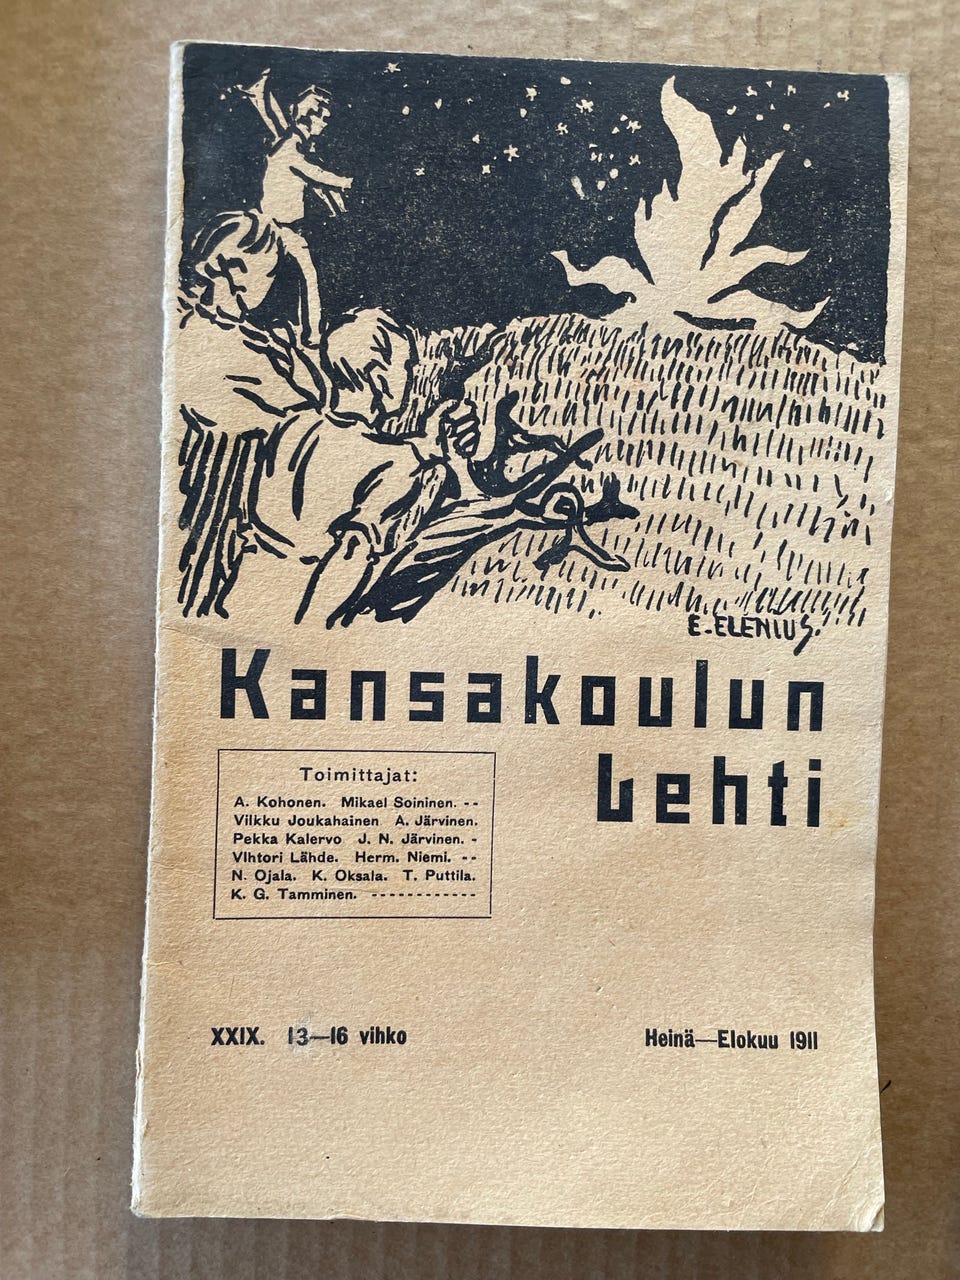 E. ELENIUS.
Kansakoulun
Lehti
Toimittajat:
A. Kohonen. Mikael Soininen. --
Vilkku Joukahainen A. Järvinen.
Pekka Kalervo J. N. Järvinen. -
Vihtori Lähde. Herm. Niemi. --
N. Ojala. K. Oksala. T. Puttila.
K. G. Tamminen. ------------
XXIX. 13—16 vihko
Heinä—Elokuu 1911